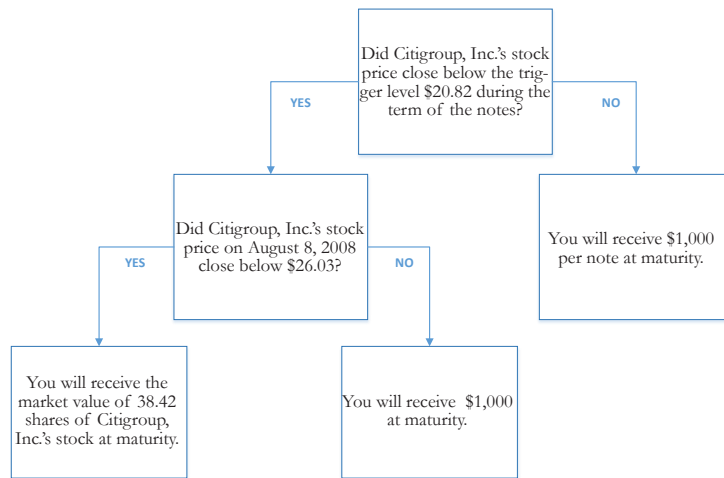 Did Citigroup, Inc.'s stock
price close below the trig-
ger level $20.82 during the
term of the notes?
YES
NO
Did Citigroup, Inc.'s stock
price on August 8, 2008
close below $26.03?
You will receive $1,000
per note at maturity.
YES
NO
You will receive the
market value of 38.42
shares of Citigroup,
Inc.'s stock at maturity.
You will receive $1,000
at maturity.